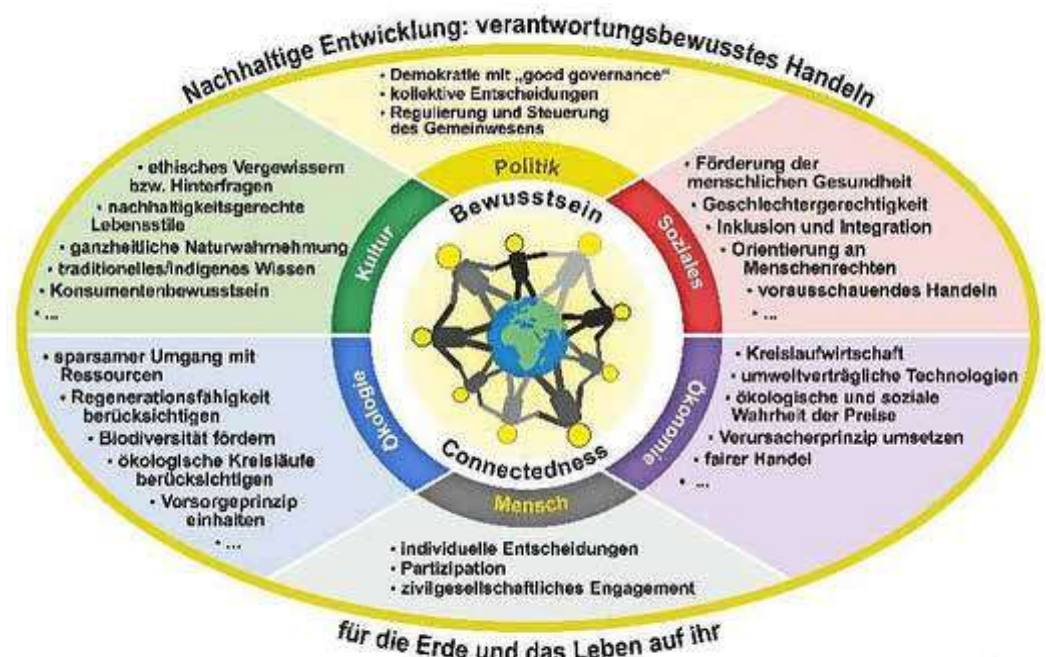 Nachhaltige Entwicklung: verantwortungsbewusstes Handeln
• Demokratie mit „good governance“
• kollektive Entscheidungen
• Regulierung und Steuerung
des Gemeinwesens
Politik
• ethisches Vergewissern
bzw. Hinterfragen
• nachhaltigkeitsgerechte
Lebensstile
• ganzheitliche Naturwahrnehmung
• traditionelles/indigenes Wissen
• Konsumentenbewusstsein
• ...
Kultur
Bewusstsein
Soziales
• Förderung der
menschlichen Gesundheit
• Geschlechtergerechtigkeit
• Inklusion und Integration
• Orientierung an
Menschenrechten
• vorausschauendes Handeln
• ...
• sparsamer Umgang mit
Ressourcen
• Regenerationsfähigkeit
berücksichtigen
• Biodiversität fördern
• ökologische Kreisläufe
berücksichtigen
• Vorsorgeprinzip
einhalten
• ...
Ökologie
Connectedness
Ökonomie
• Kreislaufwirtschaft
• umweltverträgliche Technologien
• ökologische und soziale
Wahrheit der Preise
• Verursacherprinzip umsetzen
• fairer Handel
• ...
Mensch
• individuelle Entscheidungen
• Partizipation
• zivilgesellschaftliches Engagement
für die Erde und das Leben auf ihr